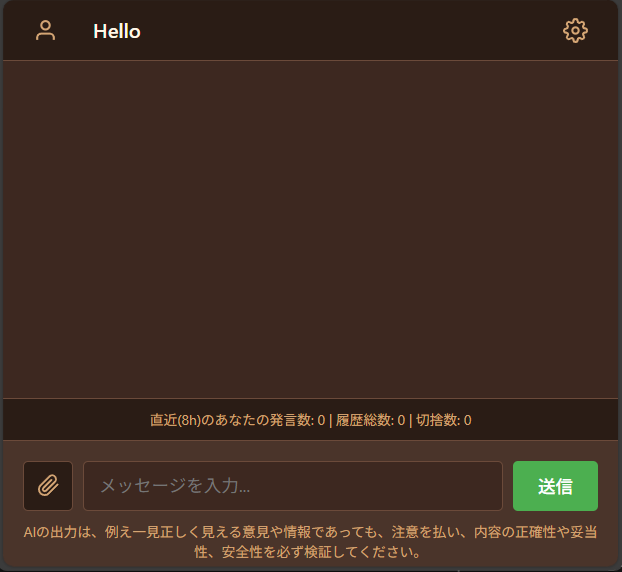 Hello
直近(8h)のあなたの発言数: 0 | 履歴総数: 0 | 切捨数: 0
メッセージを入力...
送信
AIの出力は、例え一見正しく見える意見や情報であっても、注意を払い、内容の正確性や妥当
性、安全性を必ず検証してください。